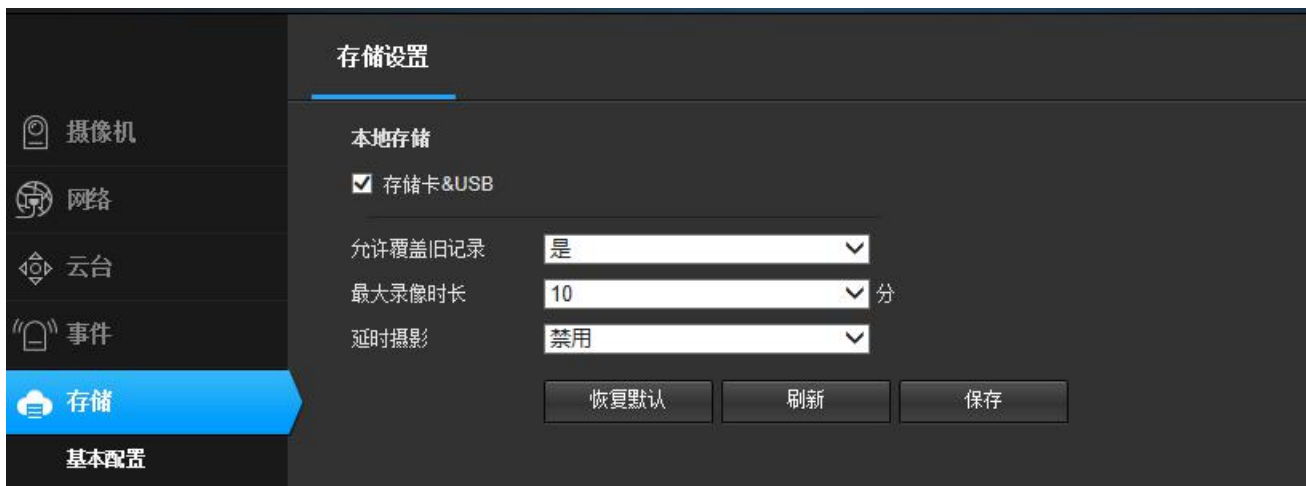 存储设置
摄像机
网络
云台
事件
存储
基本配置
本地存储
存储卡&USB
允许覆盖旧记录 是
最大录像时长 10 分
延时摄影 禁用
恢复默认 刷新 保存